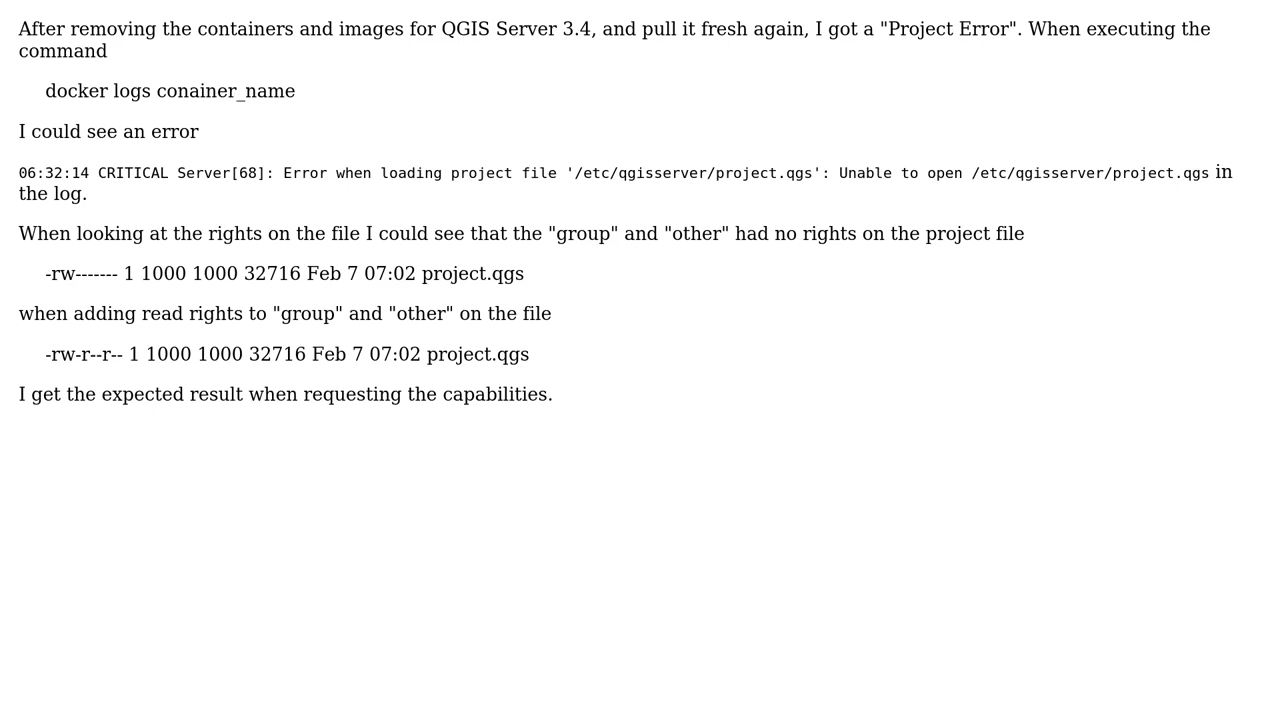 After removing the containers and images for QGIS Server 3.4, and pull it fresh again, I got a "Project Error". When executing the
command
docker logs conainer_name
I could see an error
06:32:14 CRITICAL Server[68]: Error when loading project file '/etc/qgisserver/project.qgs': Unable to open /etc/qgisserver/project.qgs in
the log.
When looking at the rights on the file I could see that the "group" and "other" had no rights on the project file
-rw------- 1 1000 1000 32716 Feb 7 07:02 project.qgs
when adding read rights to "group" and "other" on the file
-rw-r--r-- 1 1000 1000 32716 Feb 7 07:02 project.qgs
I get the expected result when requesting the capabilities.